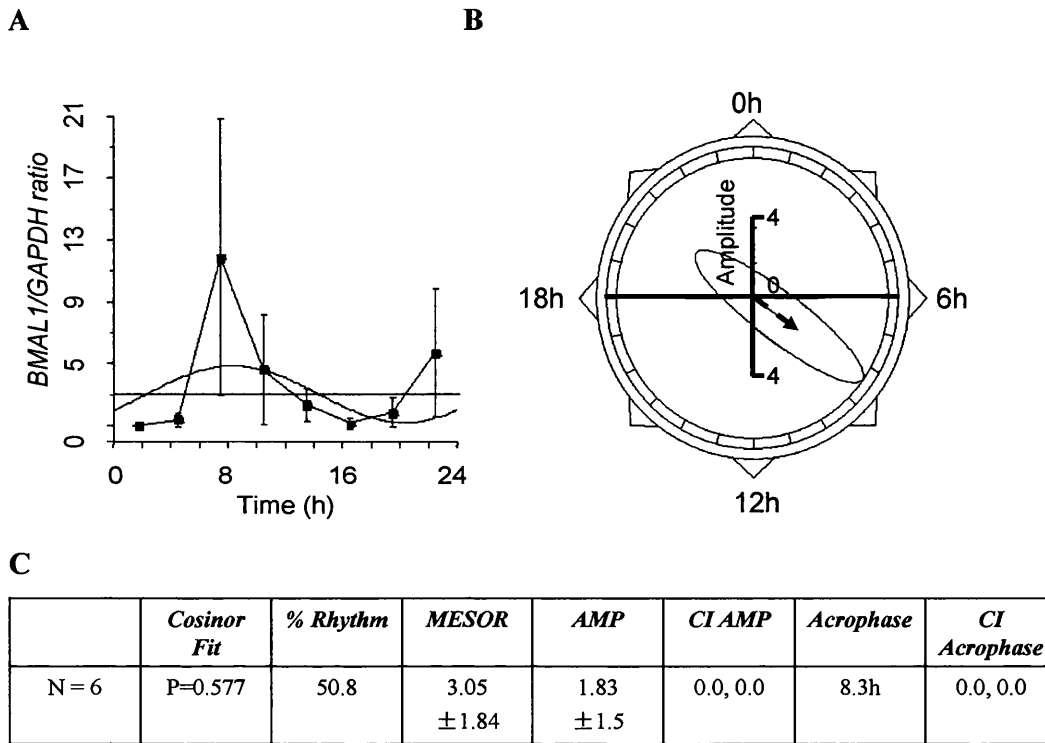 A
B
BMAL1/GAPDH ratio
21
17
13
9
5
0
0 8 16 24
Time (h)
0h
Amplitude
4
0
18h
6h
4
12h
C
Cosinor Fit % Rhythm MESOR AMP CI AMP Acrophase CI Acrophase
N = 6 P=0.577 50.8 3.05 ±1.84 1.83 ±1.5 0.0, 0.0 8.3h 0.0, 0.0